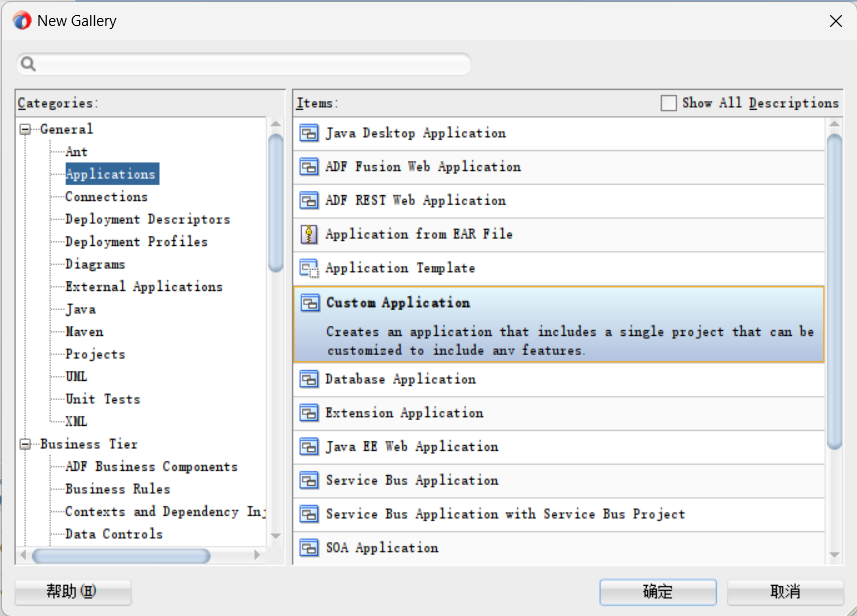 New Gallery
Categories:
General
Ant
Applications
Connections
Deployment Descriptors
Deployment Profiles
Diagrams
External Applications
Java
Maven
Projects
UML
Unit Tests
XML
Business Tier
ADF Business Components
Business Rules
Contexts and Dependency Inj
Data Controls
Items:
Show All Descriptions
Java Desktop Application
ADF Fusion Web Application
ADF REST Web Application
Application from EAR File
Application Template
Custom Application
Creates an application that includes a single project that can be
customized to include any features.
Database Application
Extension Application
Java EE Web Application
Service Bus Application
Service Bus Application with Service Bus Project
SOA Application
帮助(H)
确定
取消